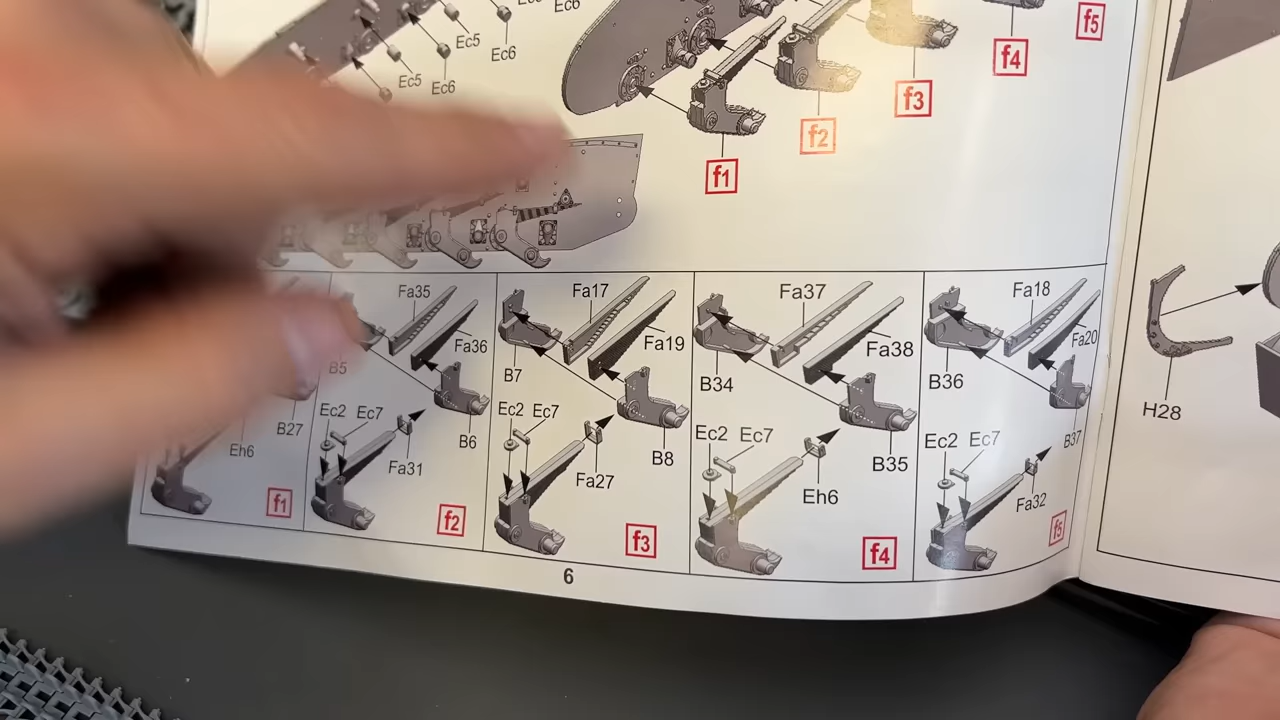 Ec6
Ec5
Ec6
Ec5
Ec6
f5
f4
f3
f2
f1
Fa35
Fa36
B5
Ec2
Ec7
B6
Fa31
f2
B27
Eh6
f1
Fa17
Fa19
B7
Ec2
Ec7
B8
Fa27
f3
Fa37
Fa38
B34
Ec2
Ec7
B35
Eh6
f4
Fa18
Fa20
B36
Ec2
Ec7
B37
Fa32
f5
6
H28